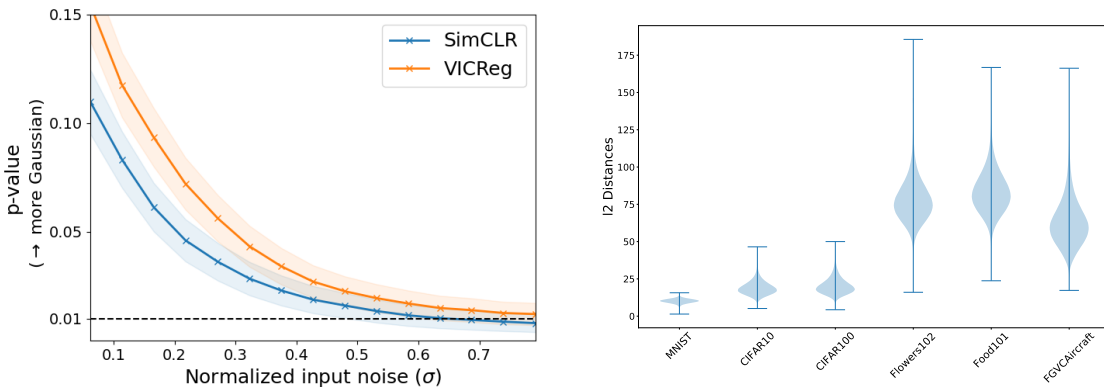 0.15
0.10
0.05
0.01
p-value
(→ more Gaussian)
SimCLR
VICReg
0.1 0.2 0.3 0.4 0.5 0.6 0.7
Normalized input noise (σ)
175
150
125
100
75
50
25
0
l2 Distances
MNIST CIFAR10 CIFAR100 Flowers102 Food101 FGVCAircraft